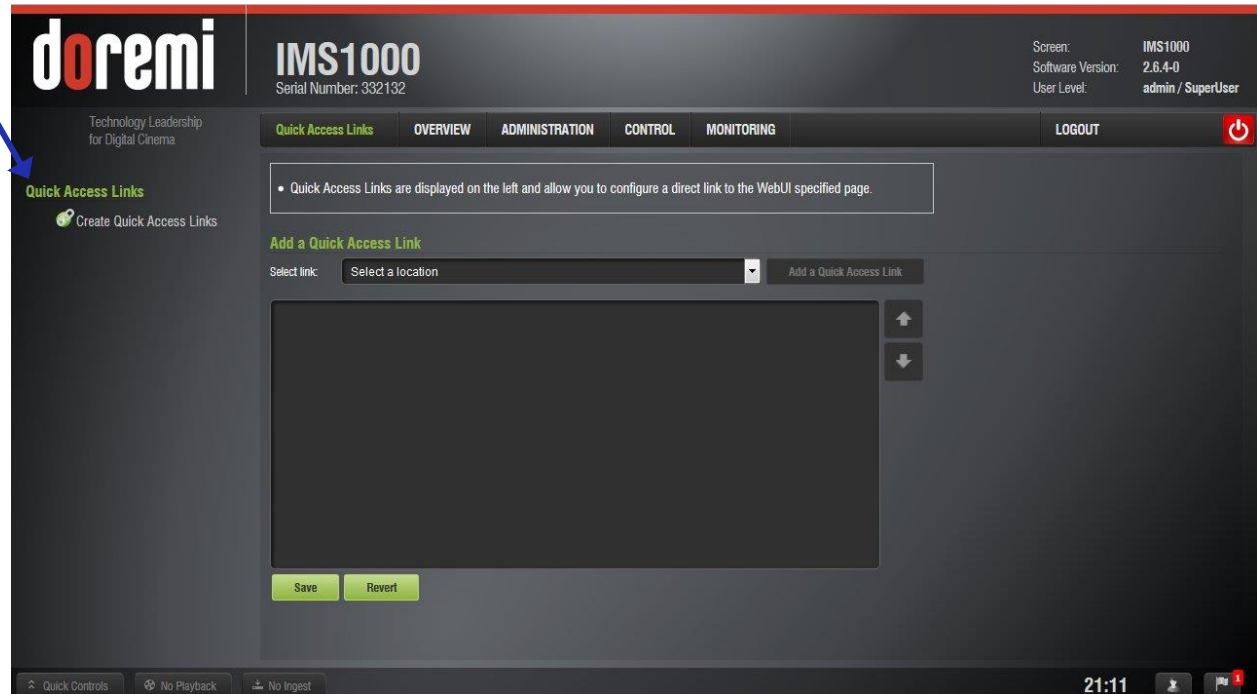 doremi
Technology Leadership
for Digital Cinema
IMS1000
Serial Number: 332132
Screen: IMS1000
Software Version: 2.6.4-0
User Level: admin / SuperUser
Quick Access Links OVERVIEW ADMINISTRATION CONTROL MONITORING LOGOUT
Quick Access Links
Create Quick Access Links
• Quick Access Links are displayed on the left and allow you to configure a direct link to the WebUI specified page.
Add a Quick Access Link
Select link: Select a location Add a Quick Access Link
Save Revert
Quick Controls No Playback No Ingest 21:11 1